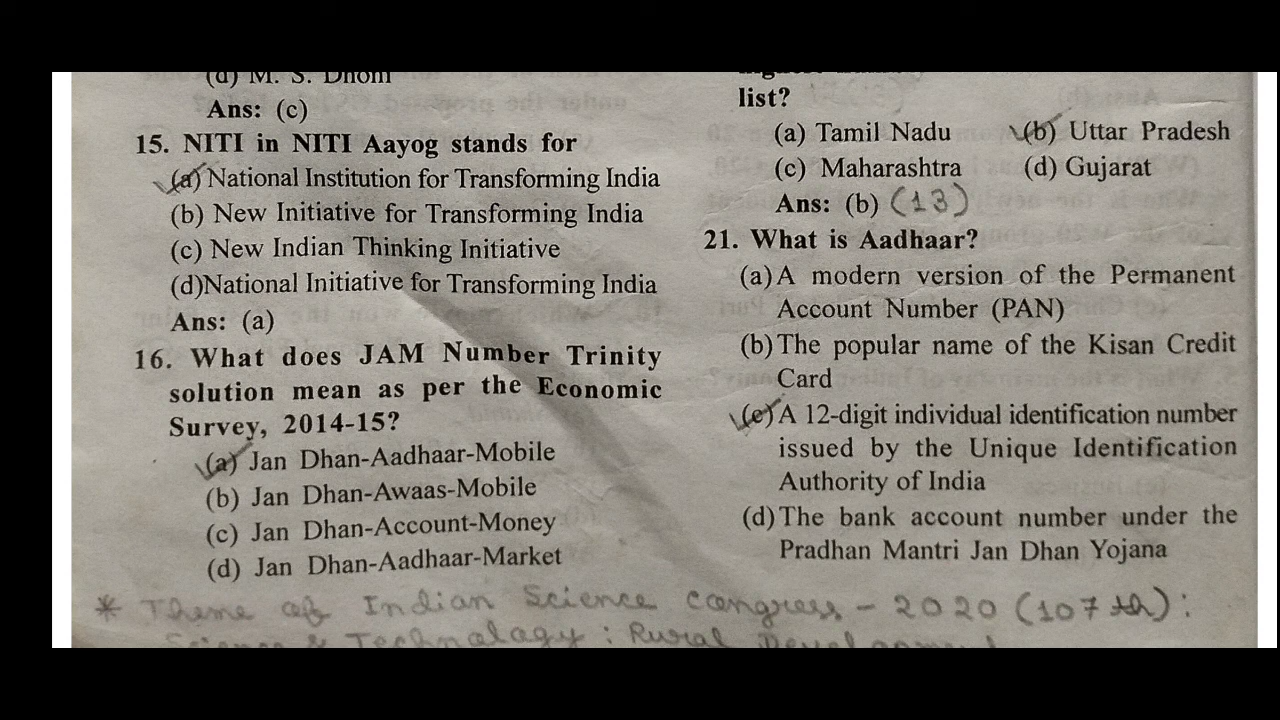 (d) M. S. Dhoni
Ans: (c)
15. NITI in NITI Aayog stands for
(a) National Institution for Transforming India
(b) New Initiative for Transforming India
(c) New Indian Thinking Initiative
(d)National Initiative for Transforming India
Ans: (a)
16. What does JAM Number Trinity
solution mean as per the Economic
Survey, 2014-15?
(a) Jan Dhan-Aadhaar-Mobile
(b) Jan Dhan-Awaas-Mobile
(c) Jan Dhan-Account-Money
(d) Jan Dhan-Aadhaar-Market
list?
(a) Tamil Nadu (b) Uttar Pradesh
(c) Maharashtra (d) Gujarat
Ans: (b) (13)
21. What is Aadhaar?
(a) A modern version of the Permanent
Account Number (PAN)
(b) The popular name of the Kisan Credit
Card
(c) A 12-digit individual identification number
issued by the Unique Identification
Authority of India
(d) The bank account number under the
Pradhan Mantri Jan Dhan Yojana
* Theme of Indian Science Congress - 2020 (107th):
Science & Technology : Rural Development